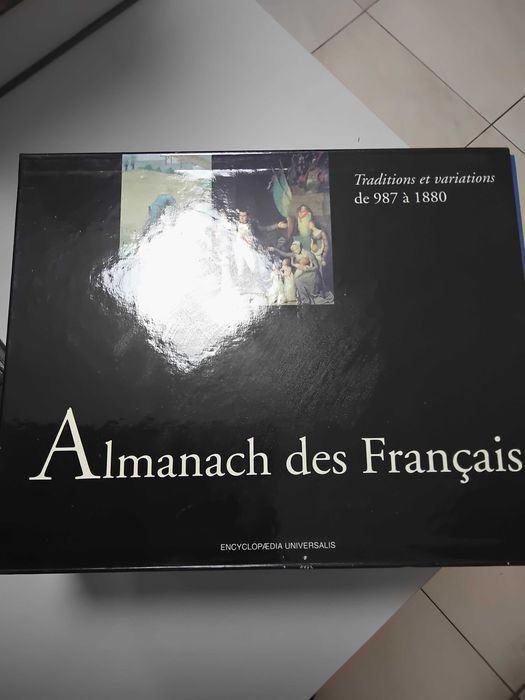 Traditions et variations
de 987 à 1880
Almanach des Français
ENCYCLOPÆDIA UNIVERSALIS